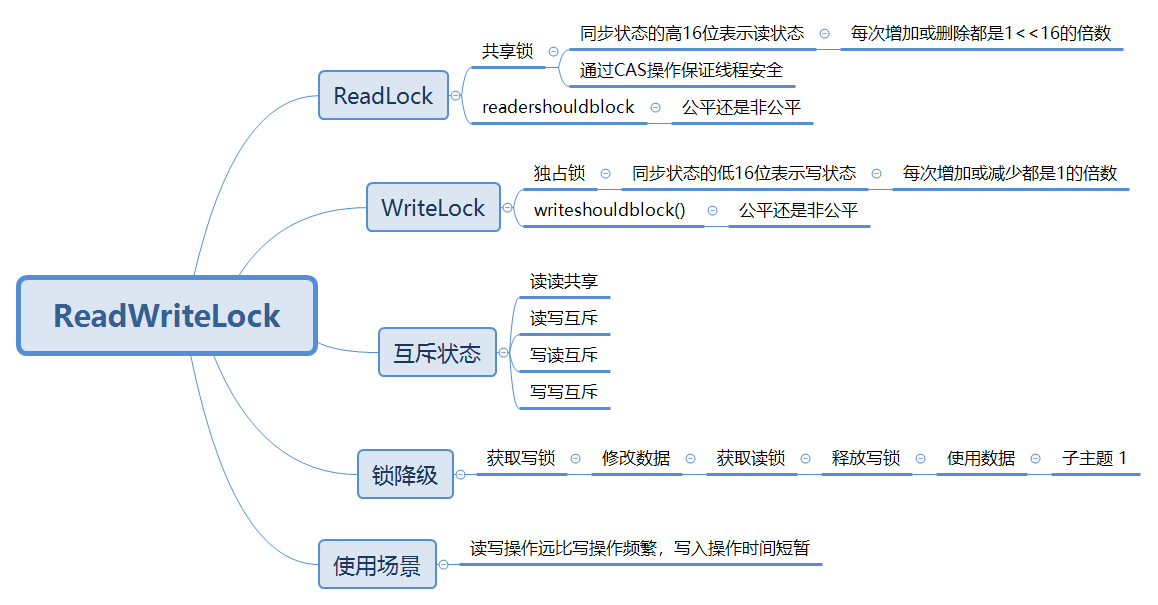 ReadWriteLock
ReadLock
共享锁
同步状态的高16位表示读状态
每次增加或删除都是1<<16的倍数
通过CAS操作保证线程安全
readershouldblock
公平还是非公平
WriteLock
独占锁
同步状态的低16位表示写状态
每次增加或减少都是1的倍数
writeshouldblock()
公平还是非公平
互斥状态
读读共享
读写互斥
写读互斥
写写互斥
锁降级
获取写锁
修改数据
获取读锁
释放写锁
使用数据
子主题 1
使用场景
读写操作远比写操作频繁，写入操作时间短暂